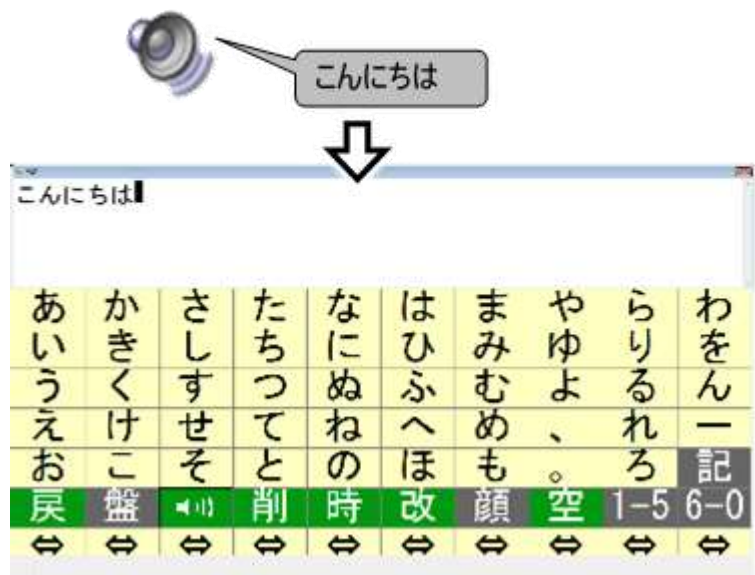 こんにちは
こんにちは
あ か さ た な は ま や ら わ
い き し ち に ひ み ゆ り を
う く す つ ぬ ふ む よ る ん
え け せ て ね へ め 、 れ ー
お こ そ と の ほ も 。 ろ 記
戻 盤 削 時 改 顔 空 1-5 6-0
⇔ ⇔ ⇔ ⇔ ⇔ ⇔ ⇔ ⇔ ⇔ ⇔